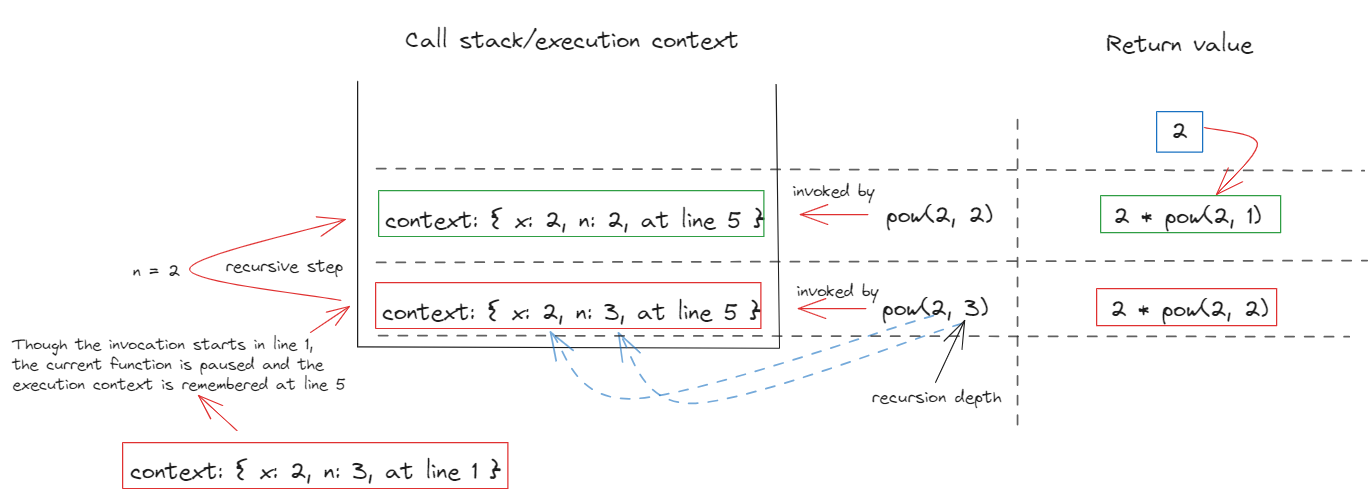 Call stack/execution context
Return value
2
invoked by
context: { x: 2, n: 2, at line 5 }
pow(2, 2)
2 * pow(2, 1)
n = 2
recursive step
invoked by
context: { x: 2, n: 3, at line 5 }
pow(2, 3)
2 * pow(2, 2)
Though the invocation starts in line 1,
the current function is paused and the
execution context is remembered at line 5
recursion depth
context: { x: 2, n: 3, at line 1 }